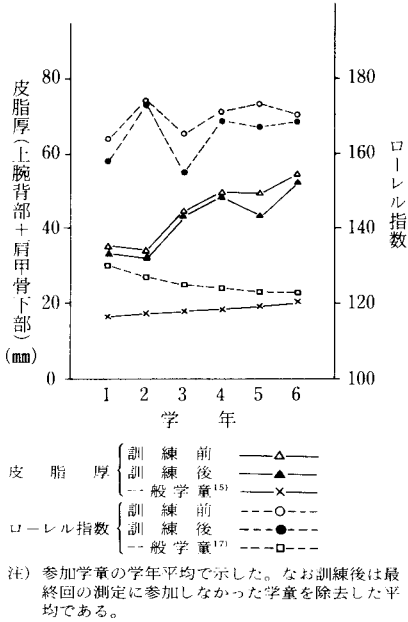 皮脂厚(上腕背部+肩甲骨下部)
(mm)
80
60
40
20
0
180
160
140
120
100
ローレル指数
1 2 3 4 5 6
学年
皮脂厚
訓練前
訓練後
一般学童15)
ローレル指数
訓練前
訓練後
一般学童17)
注) 参加学童の学年平均で示した。なお訓練後は最
終回の測定に参加しなかった学童を除去した平
均である。